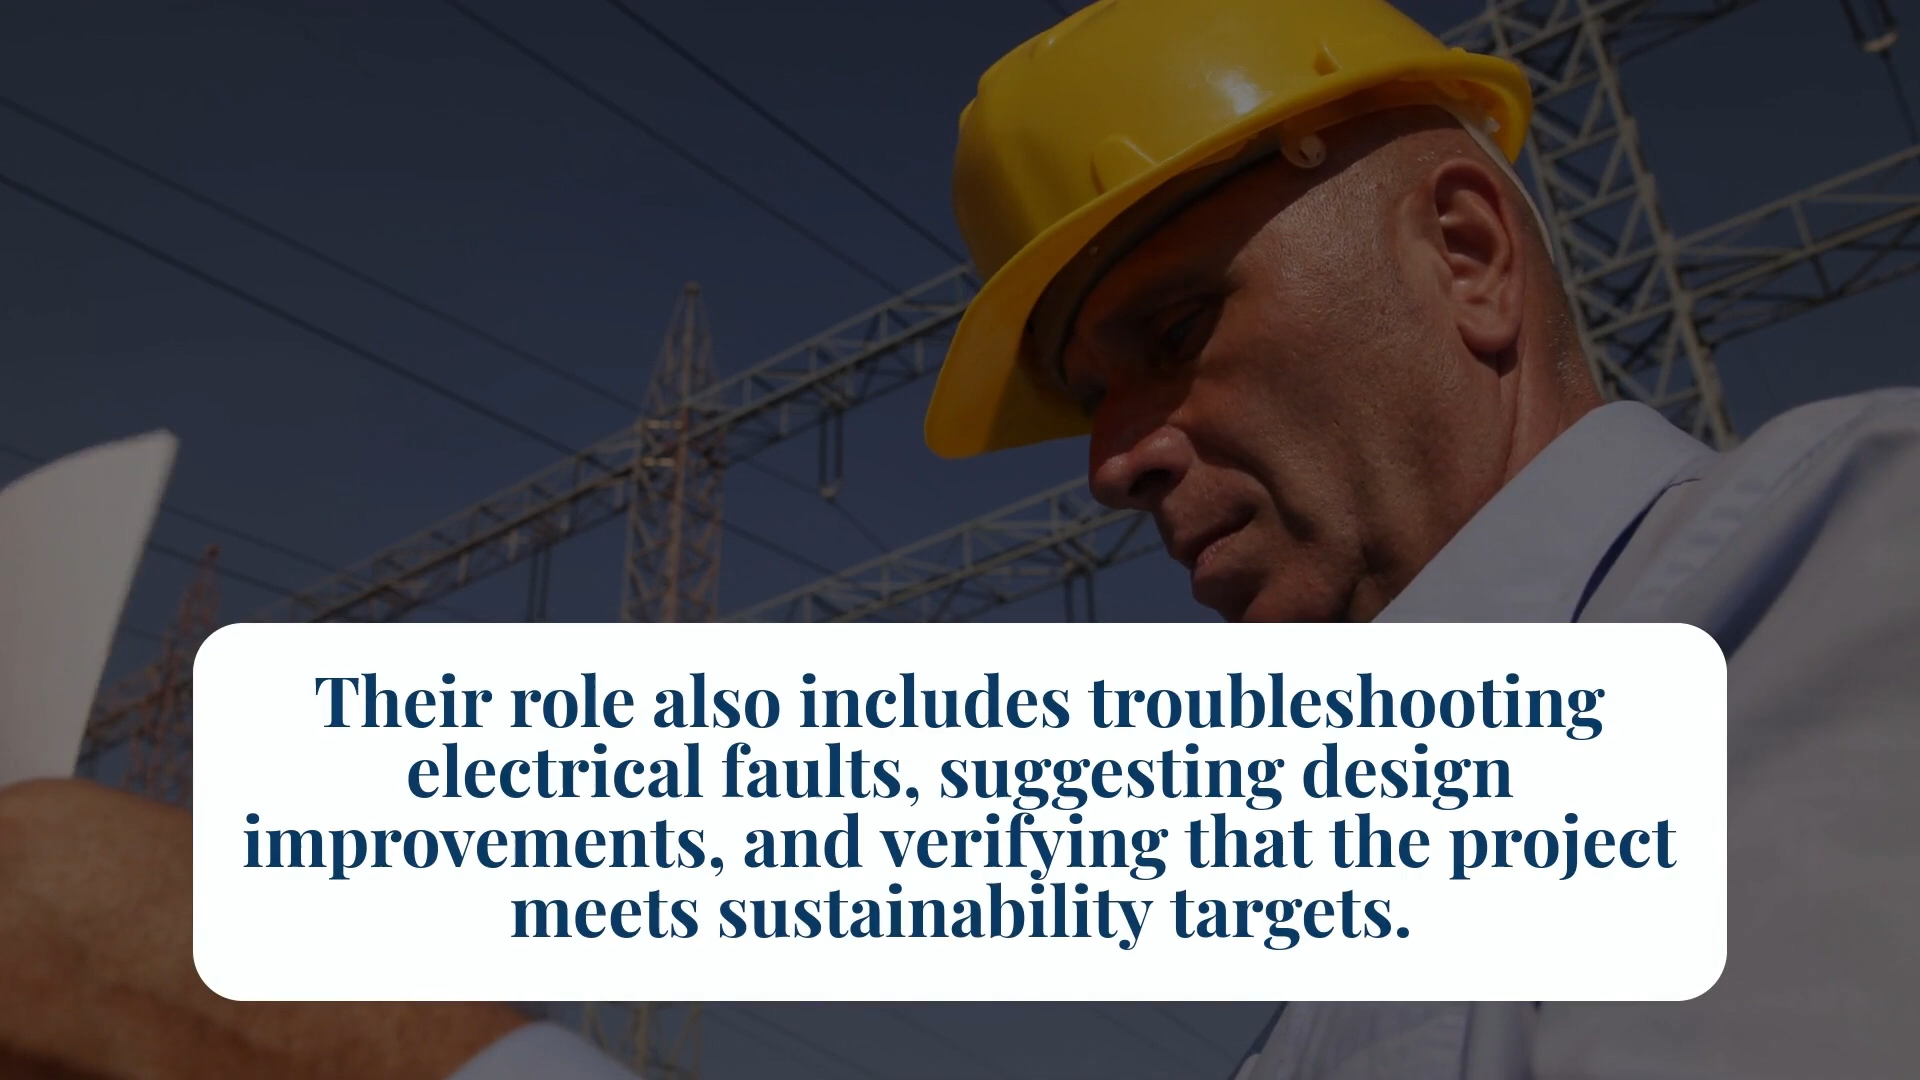 Their role also includes troubleshooting
electrical faults, suggesting design
improvements, and verifying that the project
meets sustainability targets.